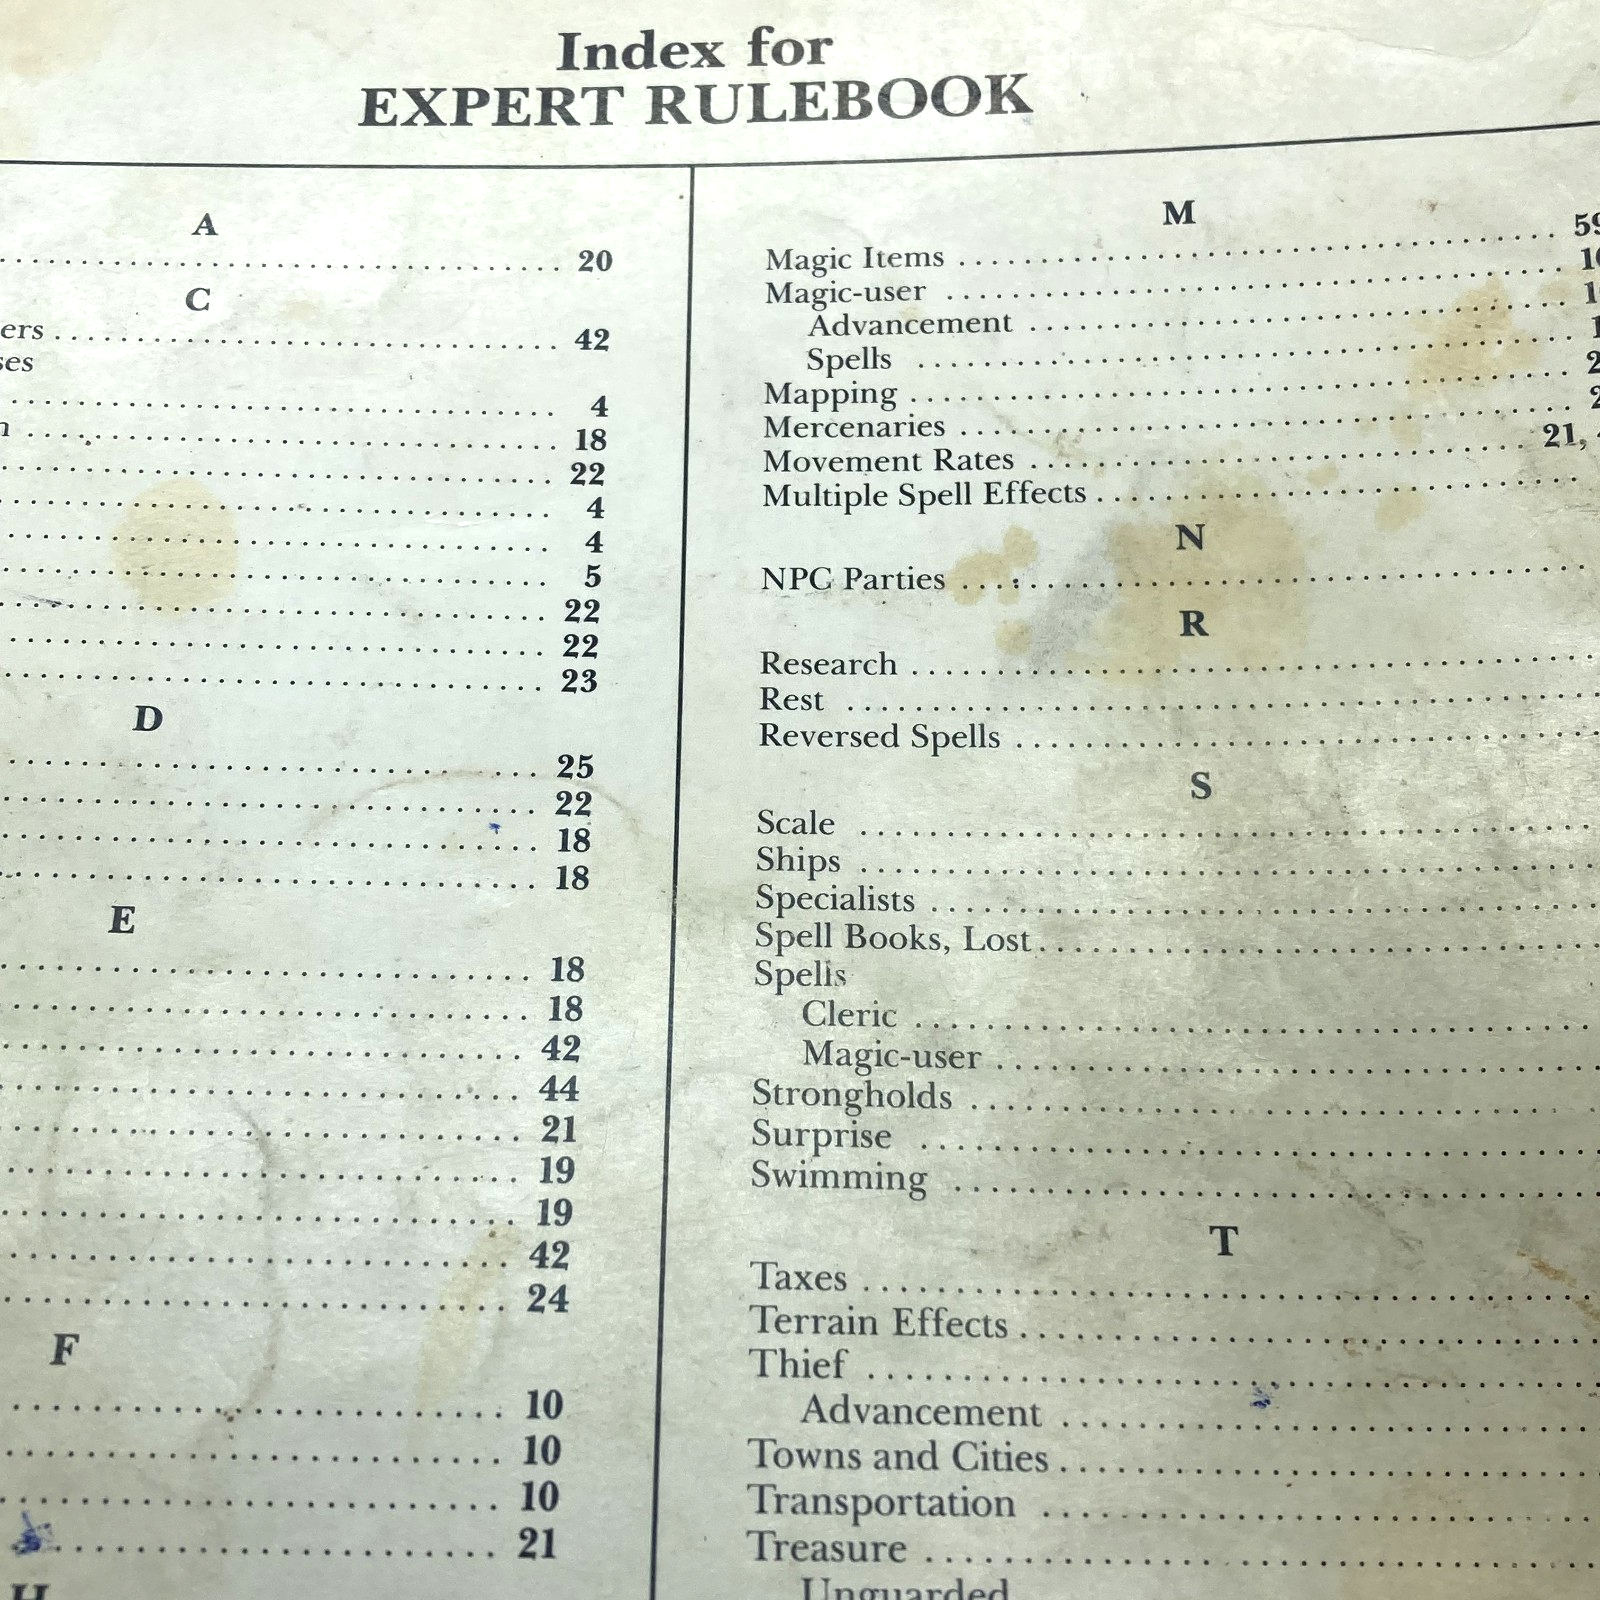 Index for
EXPERT RULEBOOK
A
. . . . . . . . . . 20
C
ers . . . . . . . . . . 42
ses
. . . . . . . . . . 4
n . . . . . . . . . . 18
. . . . . . . . . . 22
. . . . . . . . . . 4
. . . . . . . . . . 4
. . . . . . . . . . 5
. . . . . . . . . . 22
. . . . . . . . . . 22
. . . . . . . . . . 23
D
. . . . . . . . . . 25
. . . . . . . . . . 22
. . . . . . . . . . 18
. . . . . . . . . . 18
E
. . . . . . . . . . 18
. . . . . . . . . . 18
. . . . . . . . . . 42
. . . . . . . . . . 44
. . . . . . . . . . 21
. . . . . . . . . . 19
. . . . . . . . . . 19
. . . . . . . . . . 42
. . . . . . . . . . 24
F
. . . . . . . . . . 10
. . . . . . . . . . 10
. . . . . . . . . . 10
. . . . . . . . . . 21
H
M
Magic Items . . . . . . . . . . 59
Magic-user . . . . . . . . . .
Advancement . . . . . . . . . .
Spells . . . . . . . . . .
Mapping . . . . . . . . . .
Mercenaries . . . . . . . . . .
Movement Rates . . . . . . . . . . 21,
Multiple Spell Effects . . . . . . . . . .
N
NPC Parties . . . . . . . . . .
R
Research . . . . . . . . . .
Rest . . . . . . . . . .
Reversed Spells . . . . . . . . . .
S
Scale . . . . . . . . . .
Ships . . . . . . . . . .
Specialists . . . . . . . . . .
Spell Books, Lost . . . . . . . . . .
Spells
Cleric . . . . . . . . . .
Magic-user . . . . . . . . . .
Strongholds . . . . . . . . . .
Surprise . . . . . . . . . .
Swimming . . . . . . . . . .
T
Taxes . . . . . . . . . .
Terrain Effects . . . . . . . . . .
Thief . . . . . . . . . .
Advancement . . . . . . . . . .
Towns and Cities . . . . . . . . . .
Transportation . . . . . . . . . .
Treasure . . . . . . . . . .
Unguarded